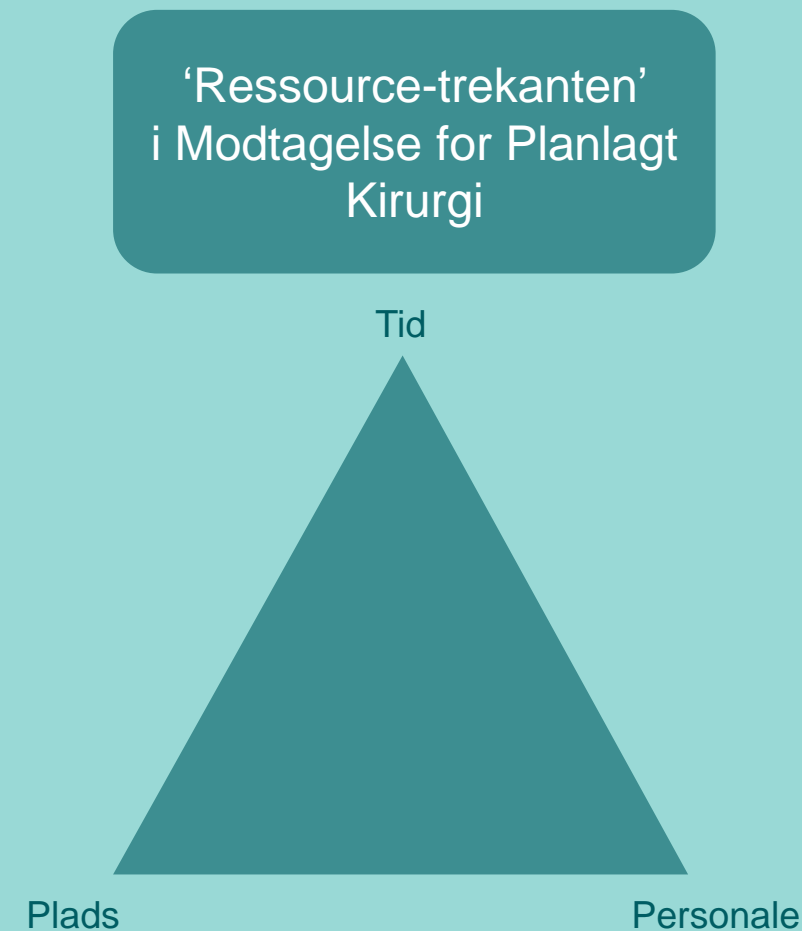 ‘Ressource-trekanten’
i Modtagelse for Planlagt
Kirurgi
Tid
Plads
Personale